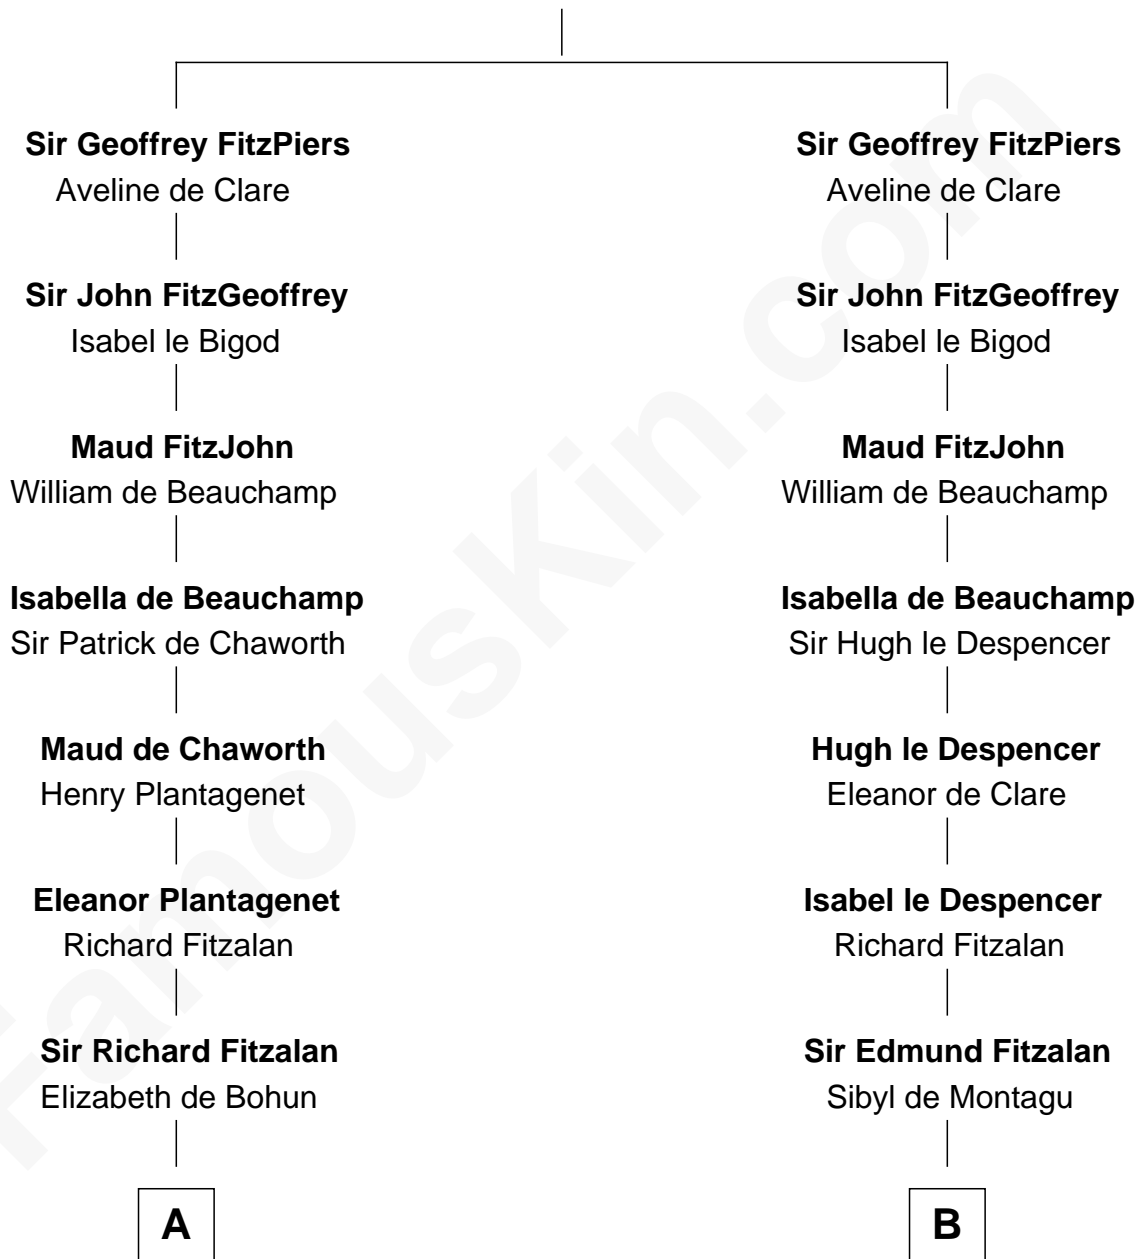 Sir Geoffrey FitzPiers
Aveline de Clare
Sir John FitzGeoffrey
Isabel le Bigod
Maud FitzJohn
William de Beauchamp
Isabella de Beauchamp
Sir Patrick de Chaworth
Maud de Chaworth
Henry Plantagenet
Eleanor Plantagenet
Richard Fitzalan
Sir Richard Fitzalan
Elizabeth de Bohun
A
Sir Geoffrey FitzPiers
Aveline de Clare
Sir John FitzGeoffrey
Isabel le Bigod
Maud FitzJohn
William de Beauchamp
Isabella de Beauchamp
Sir Hugh le Despencer
Hugh le Despencer
Eleanor de Clare
Isabel le Despencer
Richard Fitzalan
Sir Edmund Fitzalan
Sibyl de Montagu
B
FamousKin.com